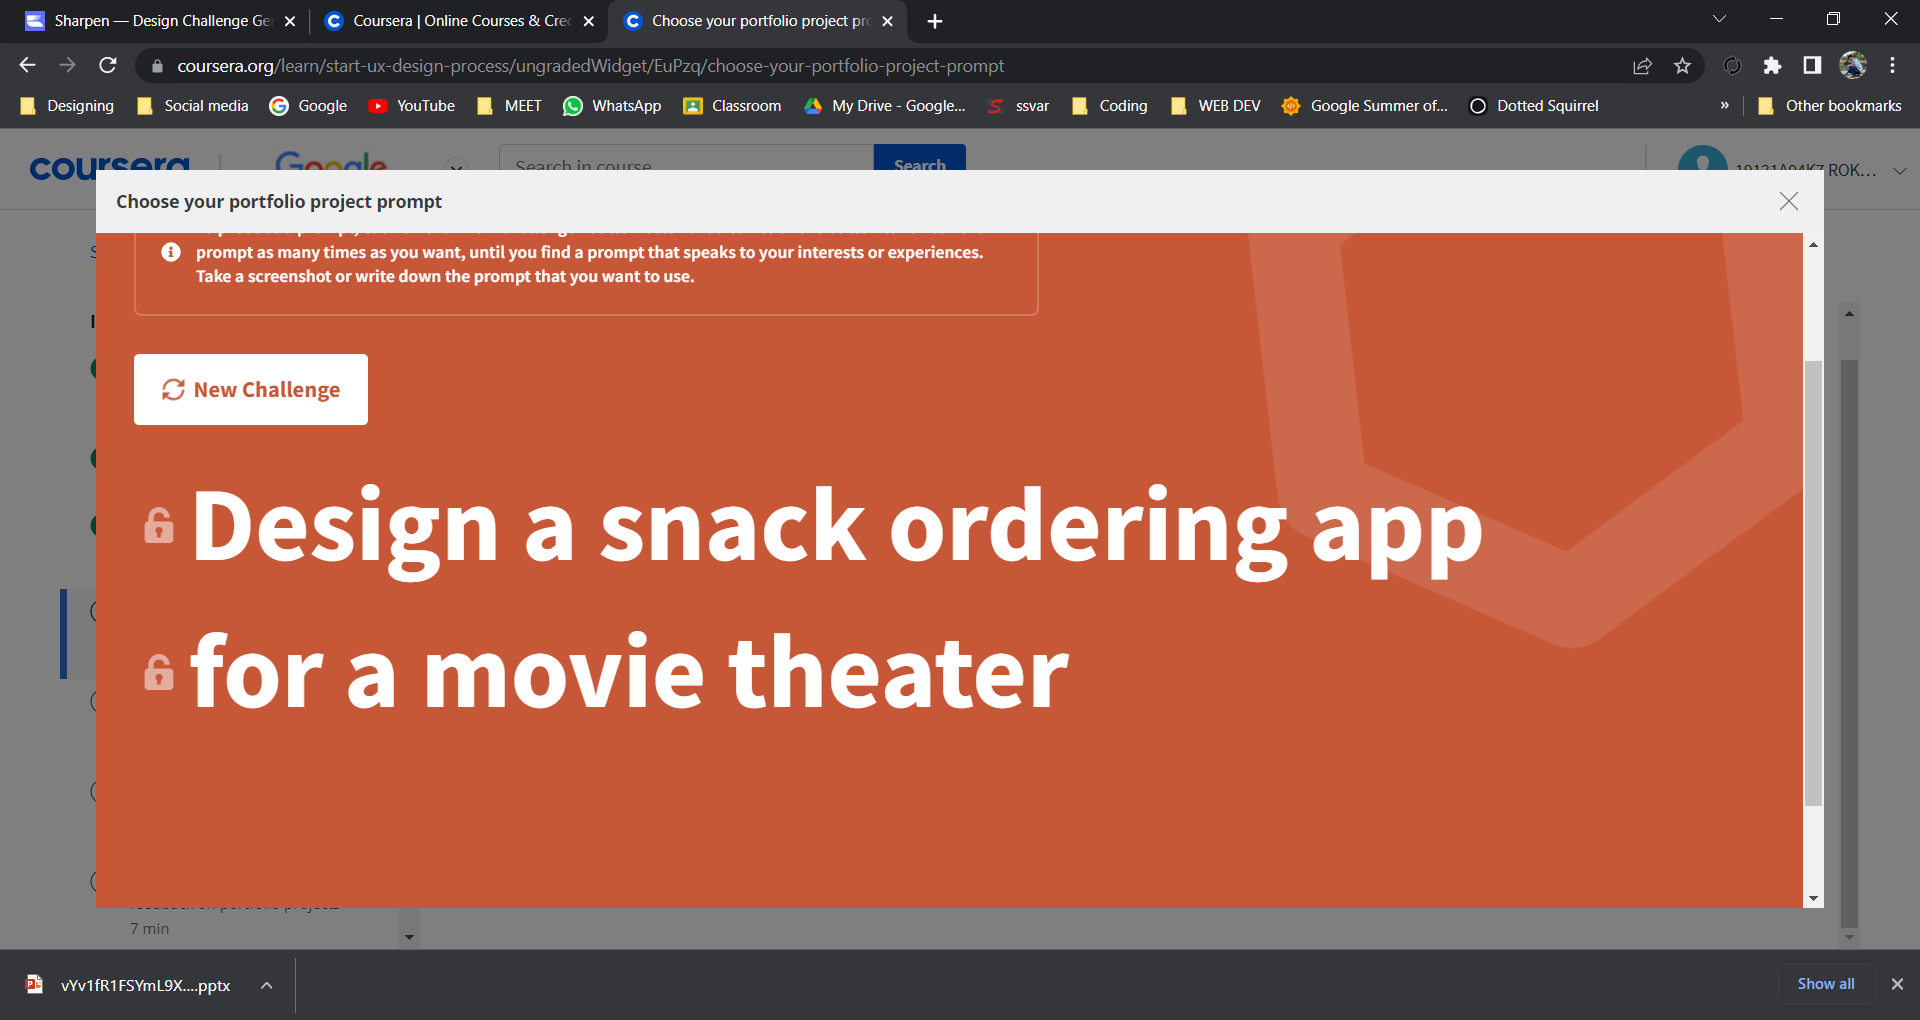 Sharpen — Design Challenge Ge
Coursera | Online Courses & Cre
Choose your portfolio project pr
coursera.org/learn/start-ux-design-process/ungradedWidget/EuPzq/choose-your-portfolio-project-prompt
Designing
Social media
Google
YouTube
MEET
WhatsApp
Classroom
My Drive - Google...
ssvar
Coding
WEB DEV
Google Summer of...
Dotted Squirrel
»
Other bookmarks
coursera
Google
Search in course
Search
19131A04K7 ROK...
Choose your portfolio project prompt
prompt as many times as you want, until you find a prompt that speaks to your interests or experiences.
Take a screenshot or write down the prompt that you want to use.
New Challenge
Design a snack ordering app
for a movie theater
7 min
vYv1fR1FSYmL9X....pptx
Show all